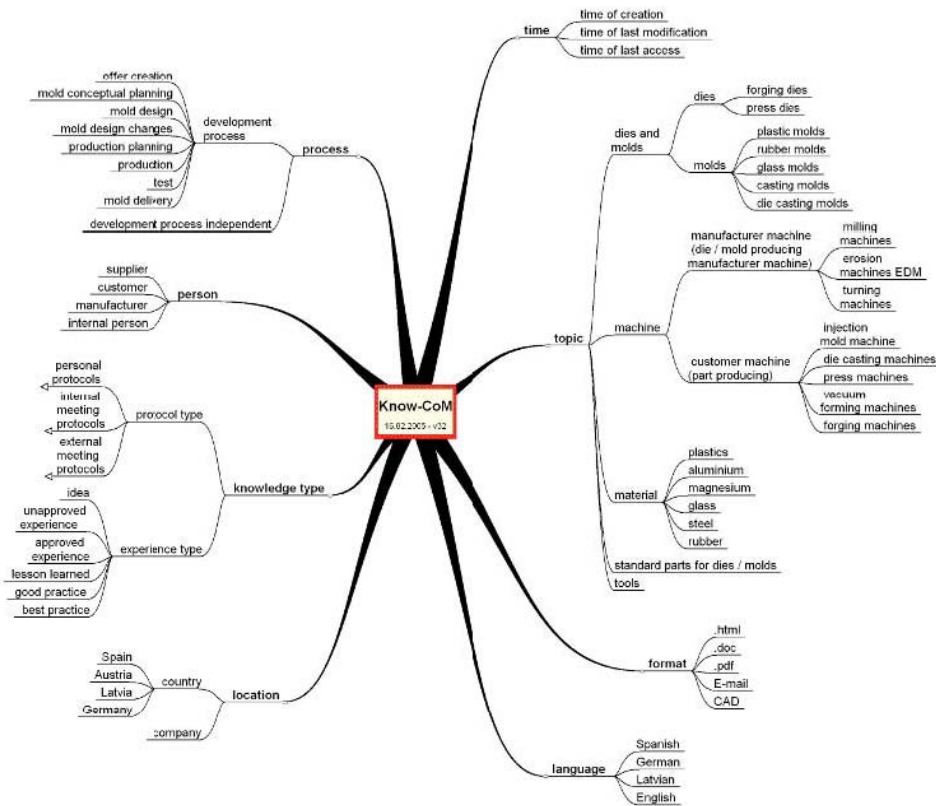 Know-CoM
16.02.2005 - v32
time
time of creation
time of last modification
time of last access
topic
dies and
molds
dies
forging dies
press dies
molds
plastic molds
rubber molds
glass molds
casting molds
die casting molds
machine
manufacturer machine
(die / mold producing
manufacturer machine)
milling
machines
erosion
machines EDM
turning
machines
customer machine
(part producing)
injection
mold machine
die casting machines
press machines
vacuum
forming machines
forging machines
material
plastics
aluminium
magnesium
glass
steel
rubber
standard parts for dies / molds
tools
format
.html
.doc
.pdf
E-mail
CAD
language
Spanish
German
Latvian
English
process
development
process
offer creation
mold conceptual planning
mold design
mold design changes
production planning
production
test
mold delivery
development process independent
person
supplier
customer
manufacturer
internal person
knowledge type
protocol type
personal
protocols
internal
meeting
protocols
external
meeting
protocols
experience type
idea
unapproved
experience
approved
experience
lesson learned
good practice
best practice
location
country
Spain
Austria
Latvia
Germany
company